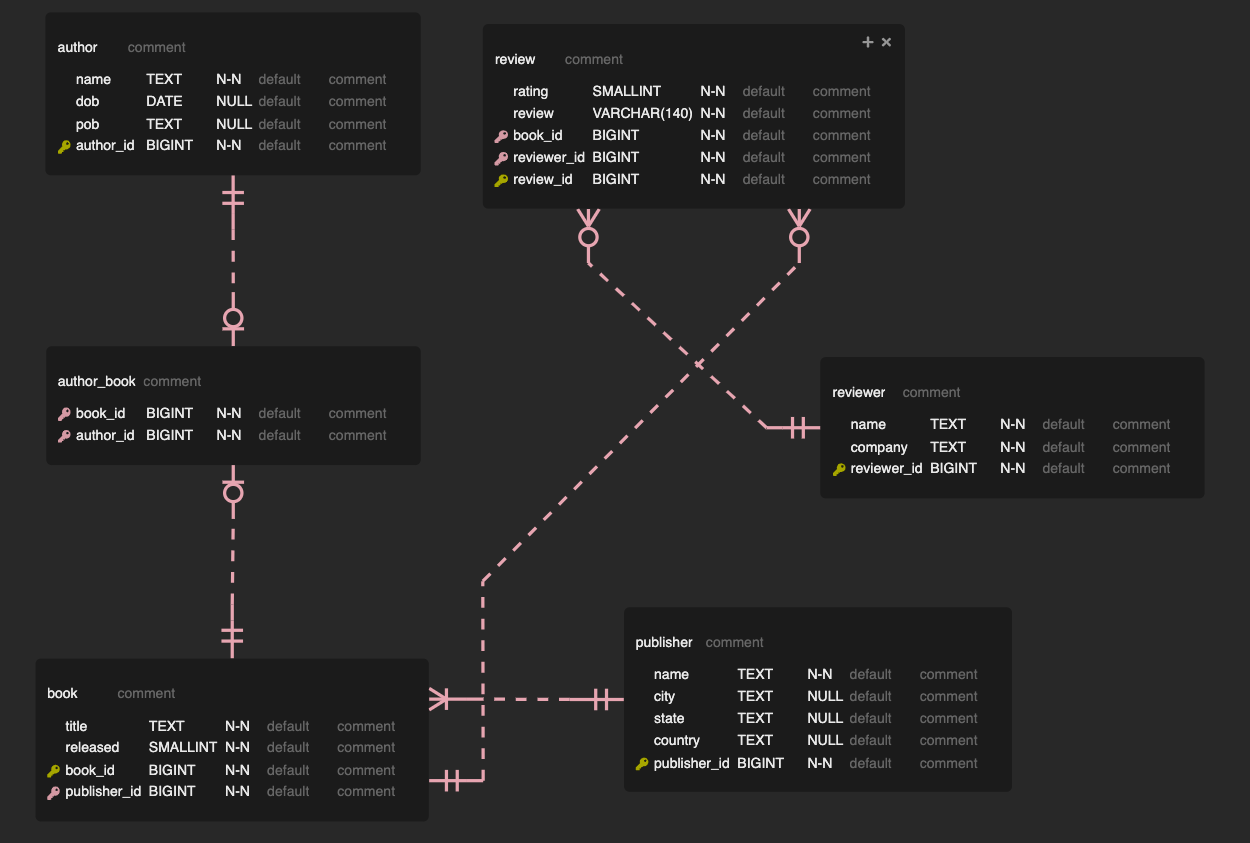 author comment
name TEXT N-N default comment
dob DATE NULL default comment
pob TEXT NULL default comment
author_id BIGINT N-N default comment
review comment + ×
rating SMALLINT N-N default comment
review VARCHAR(140) N-N default comment
book_id BIGINT N-N default comment
reviewer_id BIGINT N-N default comment
review_id BIGINT N-N default comment
author_book comment
book_id BIGINT N-N default comment
author_id BIGINT N-N default comment
reviewer comment
name TEXT N-N default comment
company TEXT N-N default comment
reviewer_id BIGINT N-N default comment
book comment
title TEXT N-N default comment
released SMALLINT N-N default comment
book_id BIGINT N-N default comment
publisher_id BIGINT N-N default comment
publisher comment
name TEXT N-N default comment
city TEXT NULL default comment
state TEXT NULL default comment
country TEXT NULL default comment
publisher_id BIGINT N-N default comment